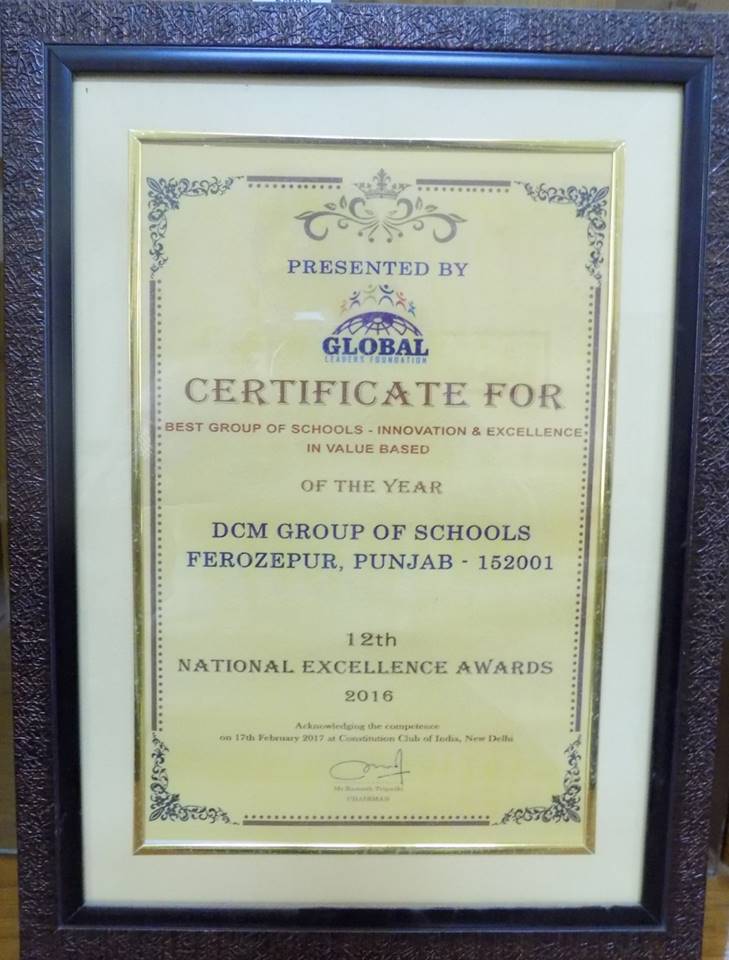 PRESENTED BY
GLOBAL
LEADERS FOUNDATION
CERTIFICATE FOR
BEST GROUP OF SCHOOLS - INNOVATION & EXCELLENCE
IN VALUE BASED
OF THE YEAR
DCM GROUP OF SCHOOLS
FEROZEPUR, PUNJAB - 152001
12th
NATIONAL EXCELLENCE AWARDS
2016
Acknowledging the competence
on 17th February 2017 at Constitution Club of India, New Delhi
CHAIRMAN